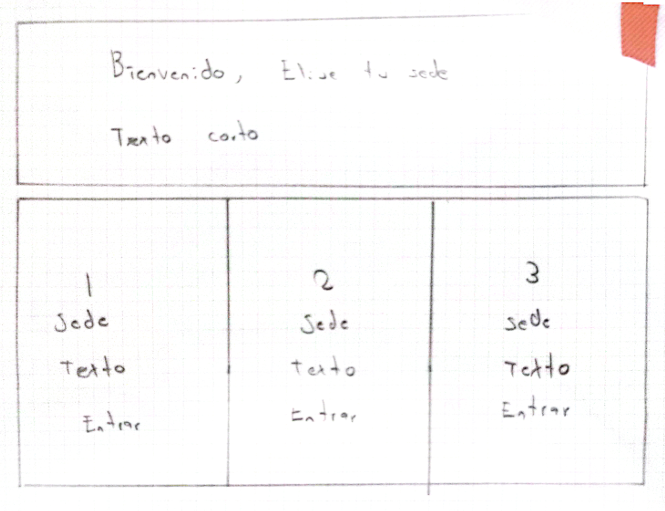 Bienvenido, Elige tu sede
Texto corto
1
Sede
Texto
Entrar
2
Sede
Texto
Entrar
3
sede
Texto
Entrar